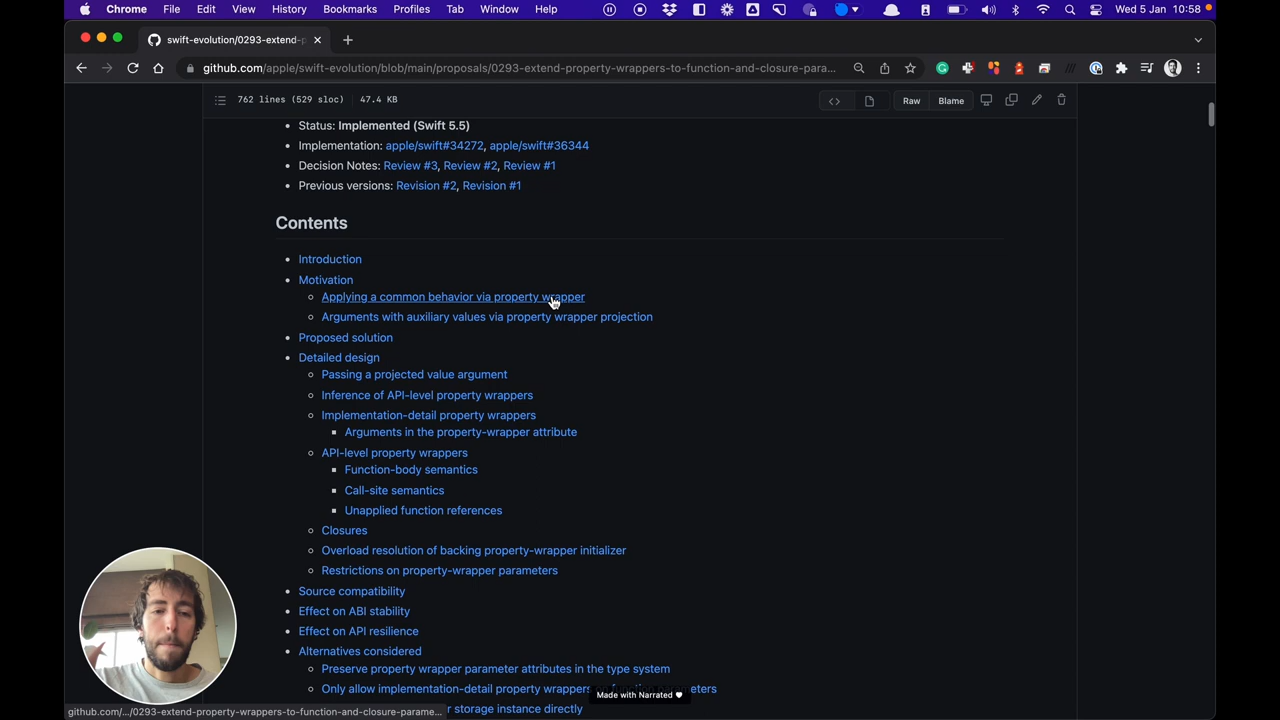 Chrome File Edit View History Bookmarks Profiles Tab Window Help Wed 5 Jan 10:58
swift-evolution/0293-extend-p
github.com/apple/swift-evolution/blob/main/proposals/0293-extend-property-wrappers-to-function-and-closure-para...
762 lines (529 sloc) 47.4 KB Raw Blame
Status: Implemented (Swift 5.5)
Implementation: apple/swift#34272, apple/swift#36344
Decision Notes: Review #3, Review #2, Review #1
Previous versions: Revision #2, Revision #1
Contents
Introduction
Motivation
Applying a common behavior via property wrapper
Arguments with auxiliary values via property wrapper projection
Proposed solution
Detailed design
Passing a projected value argument
Inference of API-level property wrappers
Implementation-detail property wrappers
Arguments in the property-wrapper attribute
API-level property wrappers
Function-body semantics
Call-site semantics
Unapplied function references
Closures
Overload resolution of backing property-wrapper initializer
Restrictions on property-wrapper parameters
Source compatibility
Effect on ABI stability
Effect on API resilience
Alternatives considered
Preserve property wrapper parameter attributes in the type system
Only allow implementation-detail property wrappers
Made with Narrated
storage instance directly
github.com/.../0293-extend-property-wrappers-to-function-and-closure-parame...